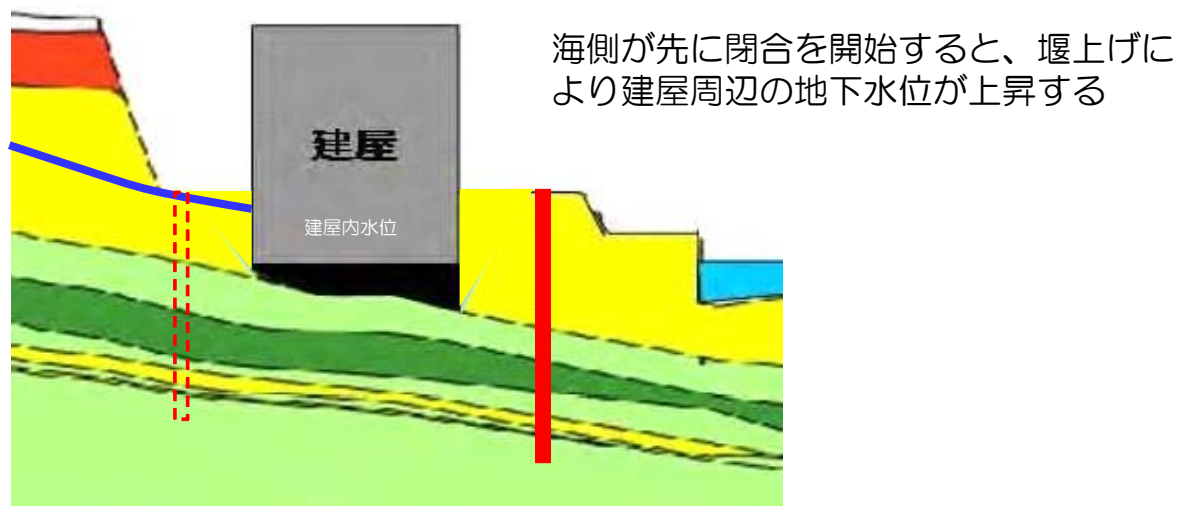 海側が先に閉合を開始すると、堰上げに
より建屋周辺の地下水位が上昇する
建屋
建屋内水位